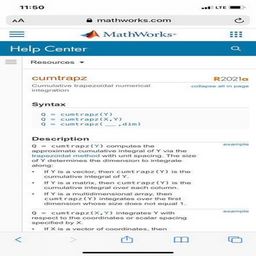 11:50
LTE
AA mathworks.com
MathWorks®
Help Center
Resources
cumtrapz R2021a
Cumulative trapezoidal numerical
integration
collapse all in page
Syntax
Q = cumtrapz(Y)
Q = cumtrapz(X,Y)
Q = cumtrapz(___,dim)
Description
Q = cumtrapz(Y) computes the example
approximate cumulative integral of Y via the
trapezoidal method with unit spacing. The size
of Y determines the dimension to integrate
along:
• If Y is a vector, then cumtrapz(Y) is the
cumulative integral of Y.
• If Y is a matrix, then cumtrapz(Y) is the
cumulative integral over each column.
• If Y is a multidimensional array, then
cumtrapz(Y) integrates over the first
dimension whose size does not equal 1.
Q = cumtrapz(X,Y) integrates Y with example
respect to the coordinates or scalar spacing
specified by X.
• If X is a vector of coordinates, then